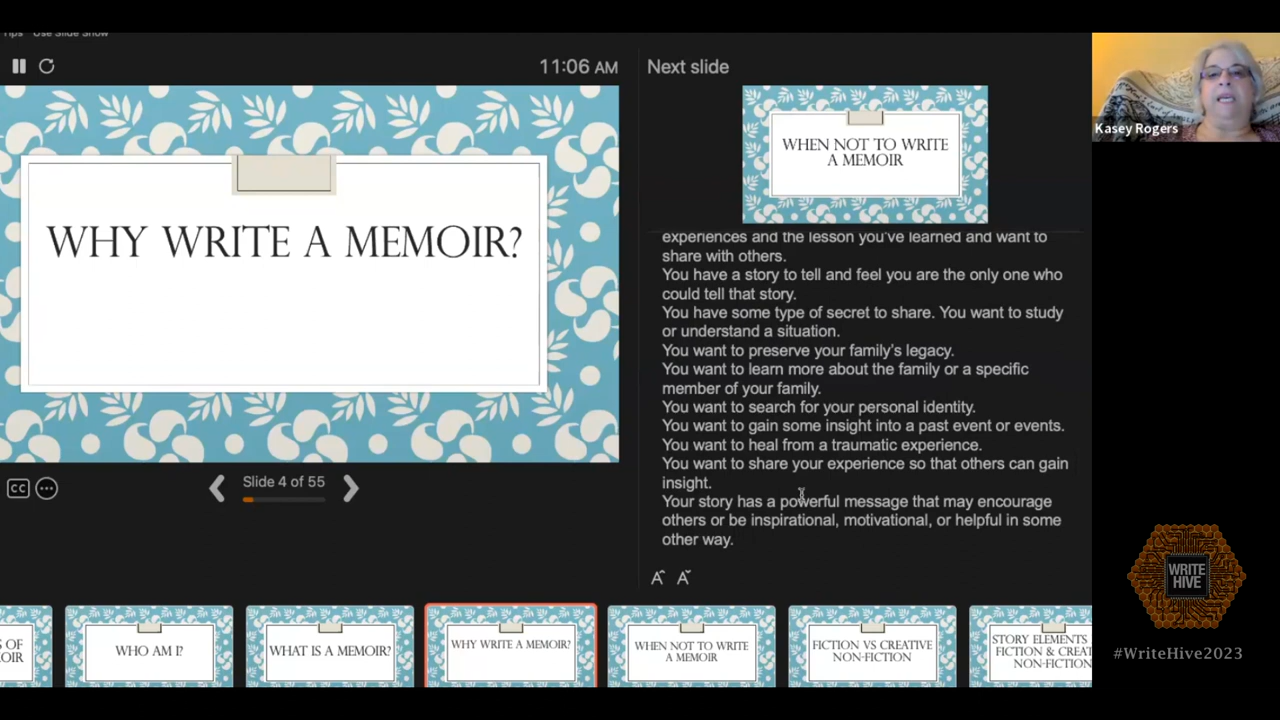 Tips Use Slide Show
11:06 AM
WHY WRITE A MEMOIR?
CC
Slide 4 of 55
Next slide
WHEN NOT TO WRITE
A MEMOIR
experiences and the lesson you've learned and want to
share with others.
You have a story to tell and feel you are the only one who
could tell that story.
You have some type of secret to share. You want to study
or understand a situation.
You want to preserve your family's legacy.
You want to learn more about the family or a specific
member of your family.
You want to search for your personal identity.
You want to gain some insight into a past event or events.
You want to heal from a traumatic experience.
You want to share your experience so that others can gain
insight.
Your story has a powerful message that may encourage
others or be inspirational, motivational, or helpful in some
other way.
A A
Kasey Rogers
S OF
OIR
WHO AM I?
WHAT IS A MEMOIR?
WHY WRITE A MEMOIR?
WHEN NOT TO WRITE
A MEMOIR
FICTION VS CREATIVE
NON-FICTION
STORY ELEMENTS
FICTION & CREAT
NON-FICTION
WRITE
HIVE
#WriteHive2023